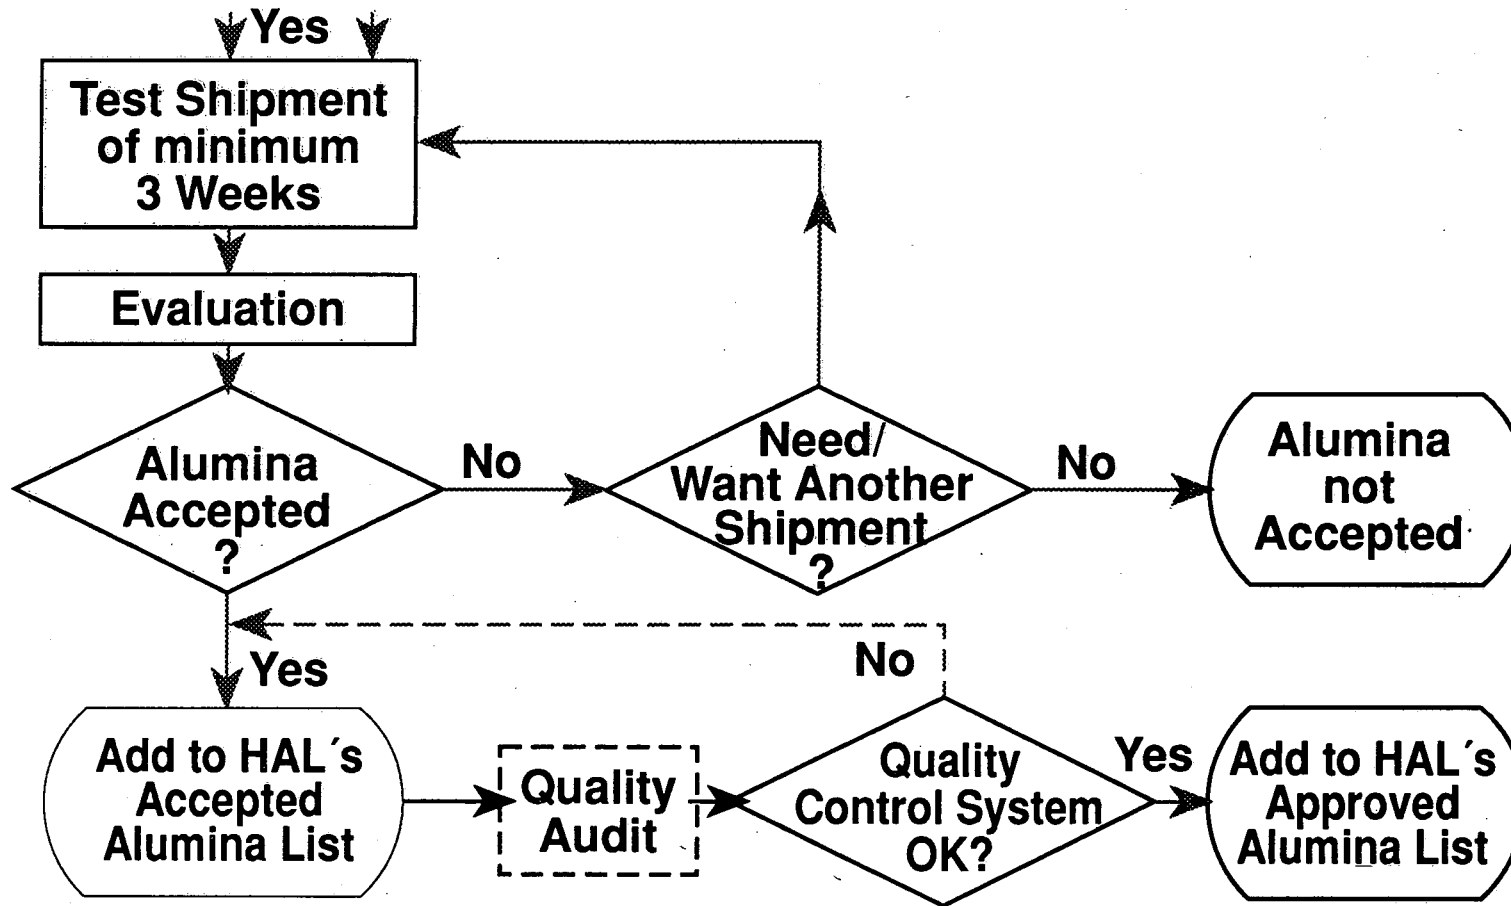 Yes
Test Shipment
of minimum
3 Weeks
Evaluation
Alumina
Accepted
?
No
Need/
Want Another
Shipment
?
No
Alumina
not
Accepted
Yes
No
Add to HAL´s
Accepted
Alumina List
Quality
Audit
Quality
Control System
OK?
Yes
Add to HAL´s
Approved
Alumina List